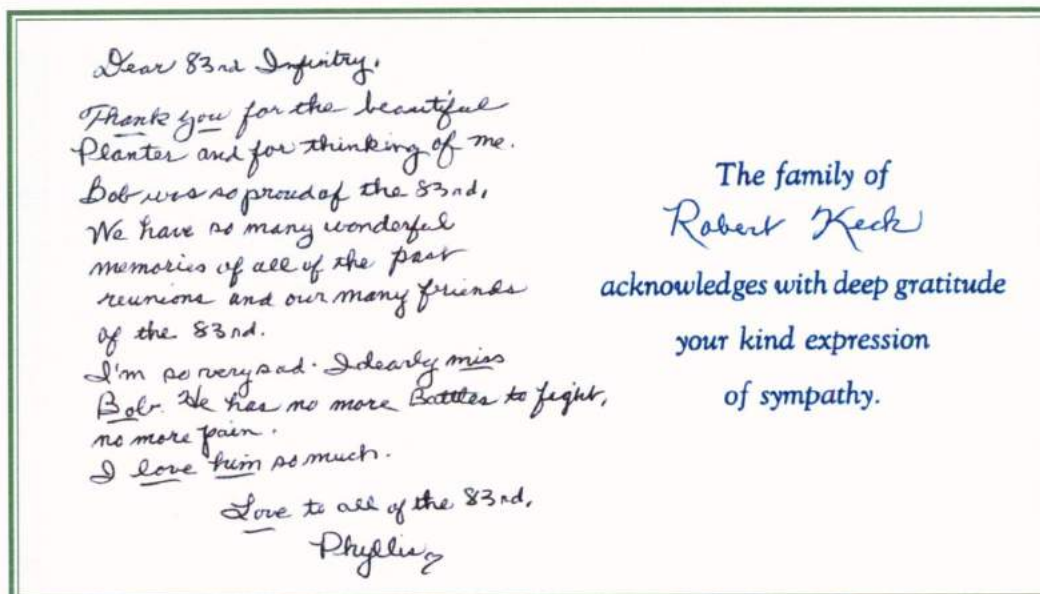 Dear 83rd Infintry,
Thank you for the beautiful
Planter and for thinking of me.
Bob was so proud of the 83rd,
We have so many wonderful
memories of all of the past
reunions and our many friends
of the 83rd.
I'm so very sad. I dearly miss
Bob. He has no more Battles to fight,
no more pain.
I love him so much.
Love to all of the 83rd,
Phyllis
The family of
Robert Keck
acknowledges with deep gratitude
your kind expression
of sympathy.